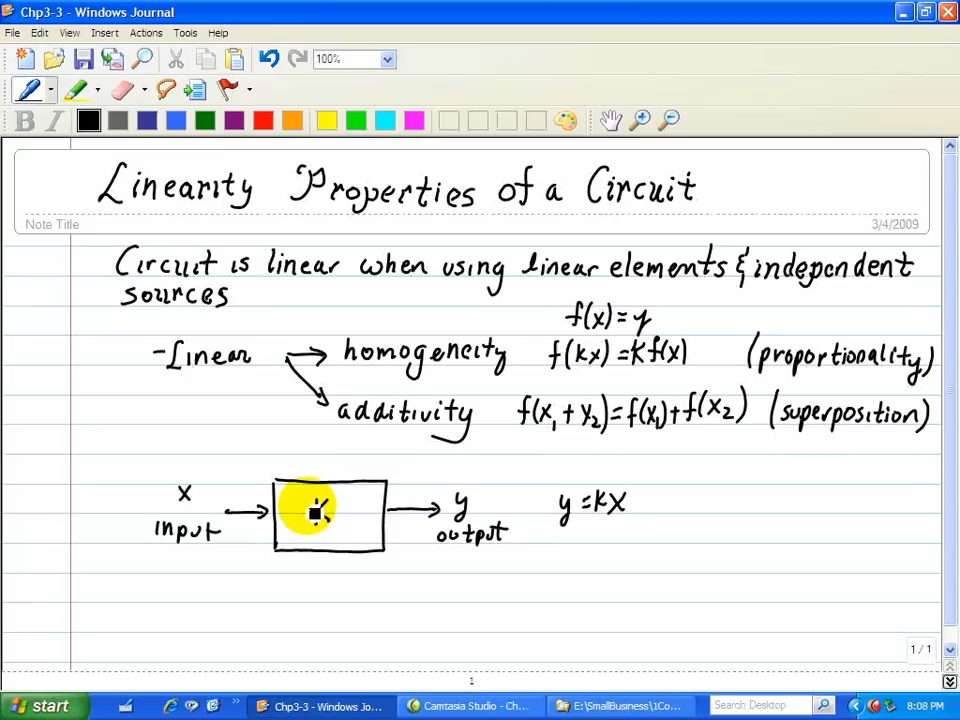 Chp3-3 - Windows Journal
File Edit View Insert Actions Tools Help
100%
B I
Linearity Properties of a Circuit
Note Title 3/4/2009
Circuit is linear when using linear elements & independent
sources
f(x)=y
-Linear → homogeneity f(kx)=Kf(x) (proportionality)
additivity f(x₁+x₂)=f(x₁)+f(x₂) (superposition)
x → K → y y=KX
input output
1 / 1
1
start Chp3-3 - Windows Jo... Camtasia Studio - Ch... E:\SmallBusiness\1Co... Search Desktop 8:08 PM